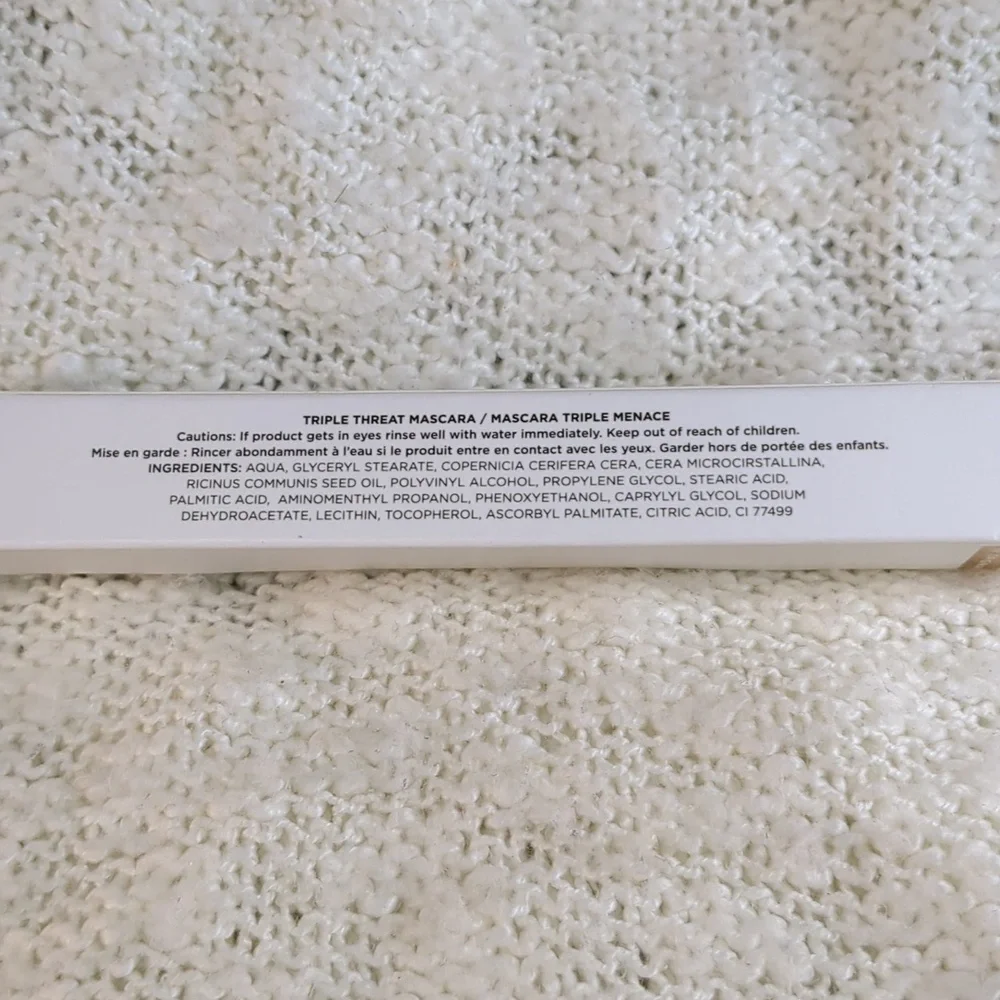 TRIPLE THREAT MASCARA / MASCARA TRIPLE MENACE
Cautions: If product gets in eyes rinse well with water immediately. Keep out of reach of children.
Mise en garde : Rincer abondamment à l'eau si le produit entre en contact avec les yeux. Garder hors de portée des enfants.
INGREDIENTS: AQUA, GLYCERYL STEARATE, COPERNICIA CERIFERA CERA, CERA MICROCIRSTALLINA,
RICINUS COMMUNIS SEED OIL, POLYVINYL ALCOHOL, PROPYLENE GLYCOL, STEARIC ACID,
PALMITIC ACID, AMINOMENTHYL PROPANOL, PHENOXYETHANOL, CAPRYLYL GLYCOL, SODIUM
DEHYDROACETATE, LECITHIN, TOCOPHEROL, ASCORBYL PALMITATE, CITRIC ACID, CI 77499